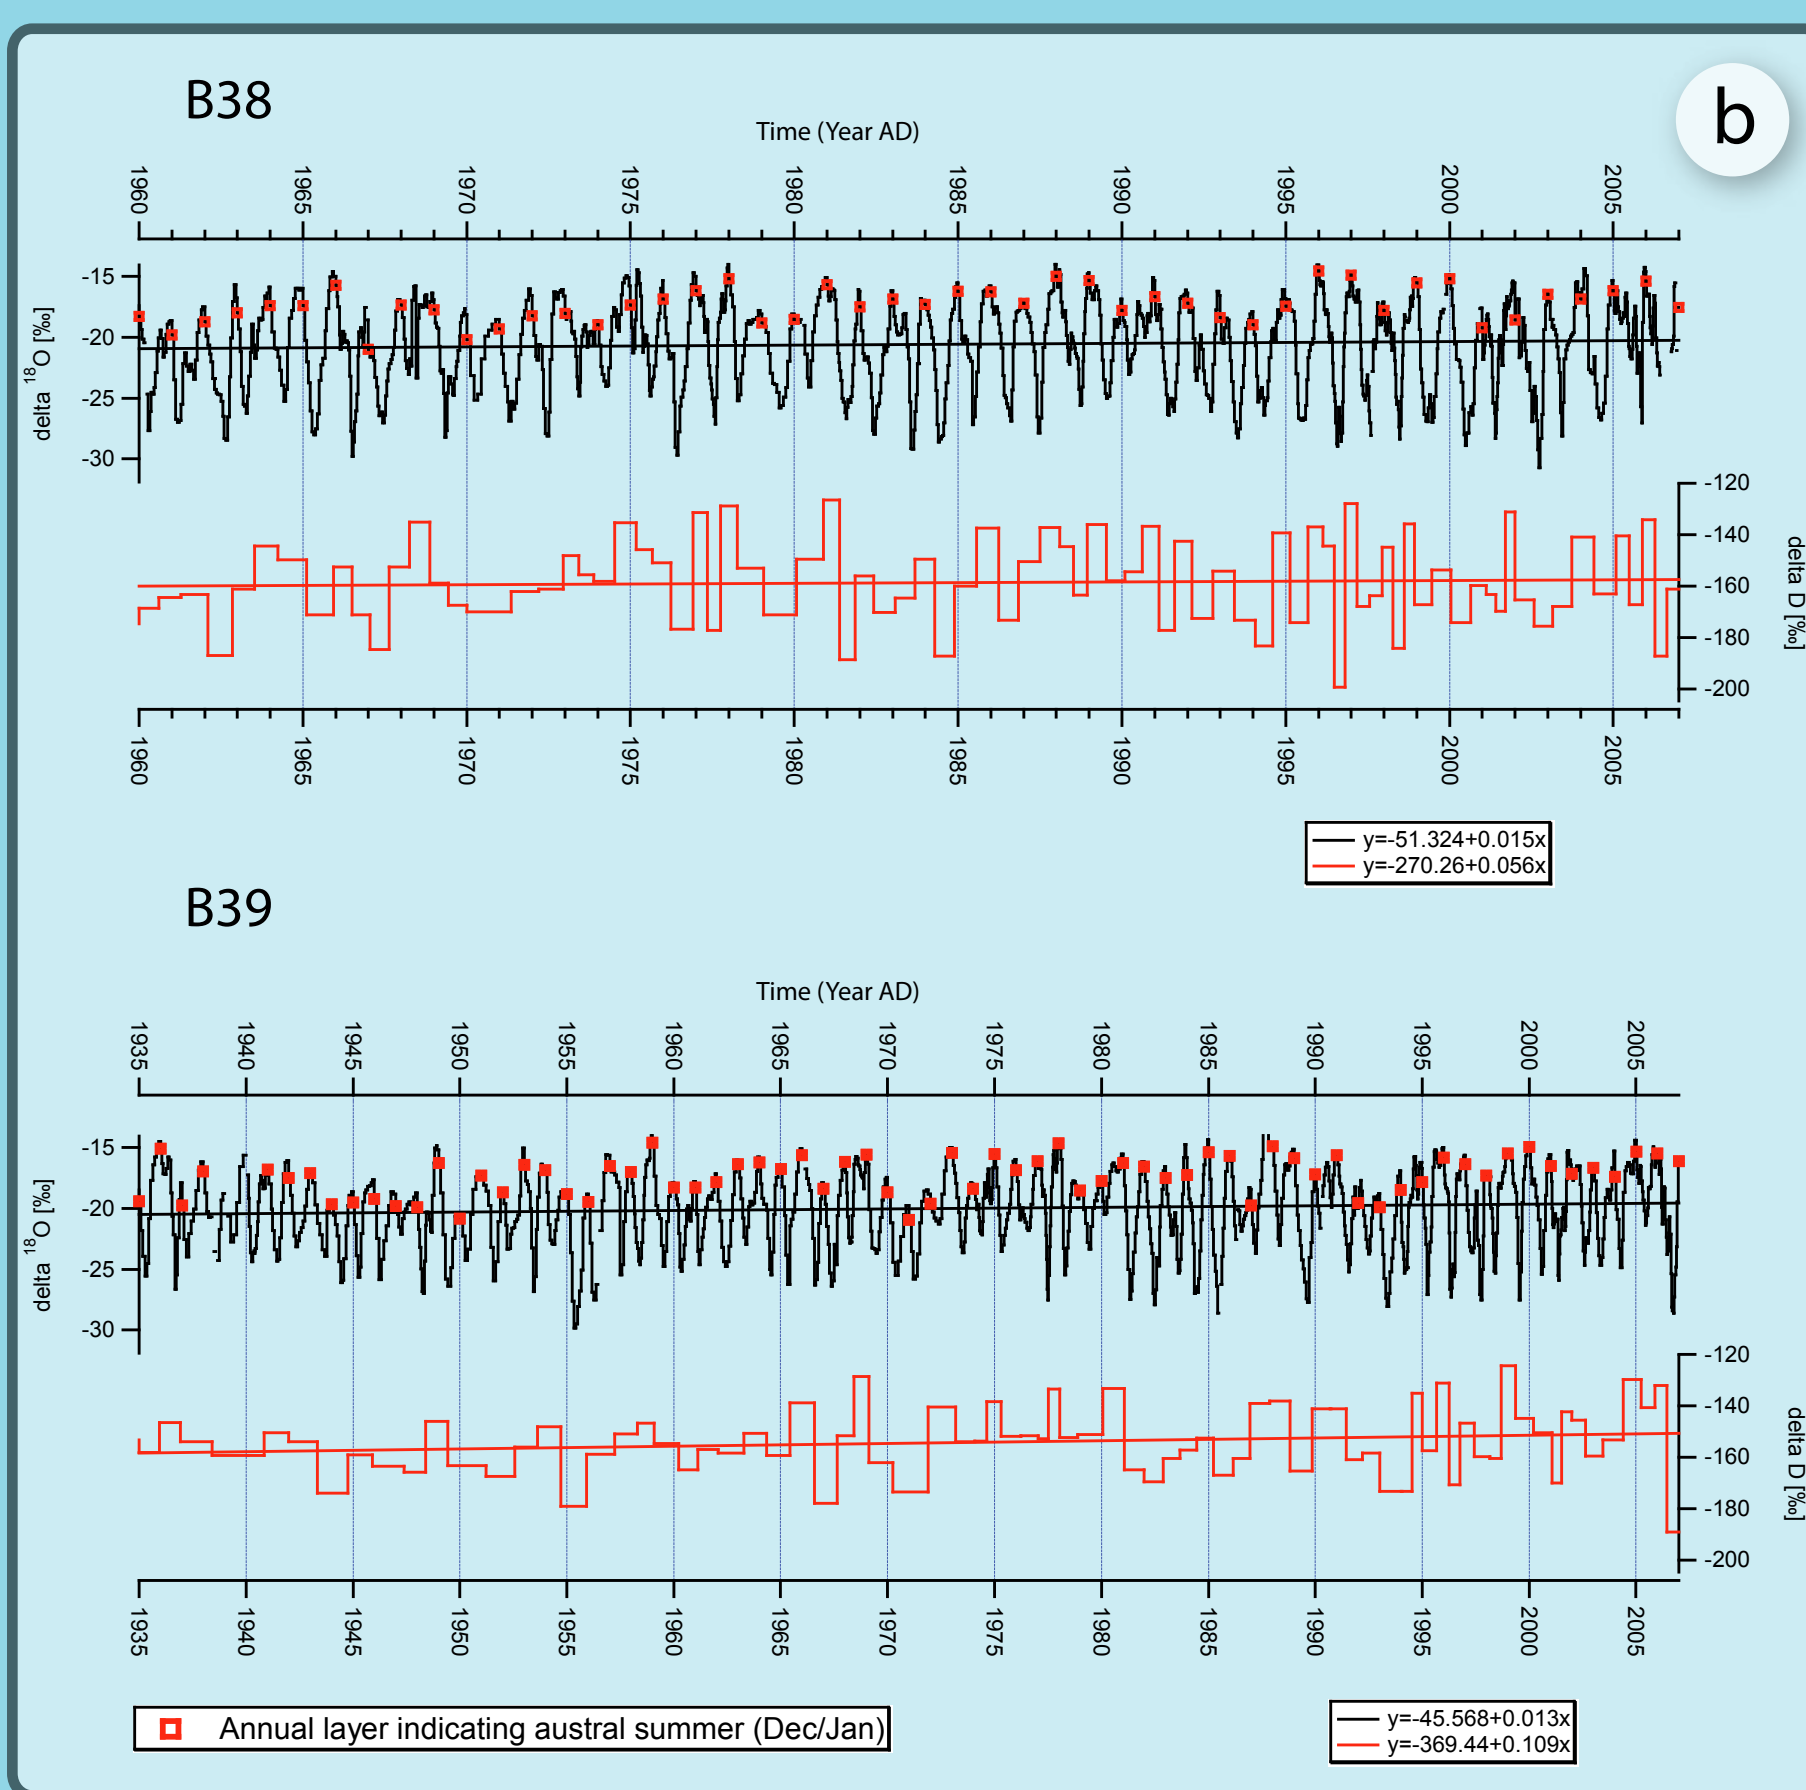 B38
b
Time (Year AD)
1960 1965 1970 1975 1980 1985 1990 1995 2000 2005
-15
-20
-25
-30
delta 18O [‰]
-120
-140
-160
-180
-200
delta D [‰]
1960 1965 1970 1975 1980 1985 1990 1995 2000 2005
y=-51.324+0.015x
y=-270.26+0.056x
B39
Time (Year AD)
1935 1940 1945 1950 1955 1960 1965 1970 1975 1980 1985 1990 1995 2000 2005
-15
-20
-25
-30
delta 18O [‰]
-120
-140
-160
-180
-200
delta D [‰]
1935 1940 1945 1950 1955 1960 1965 1970 1975 1980 1985 1990 1995 2000 2005
Annual layer indicating austral summer (Dec/Jan)
y=-45.568+0.013x
y=-369.44+0.109x